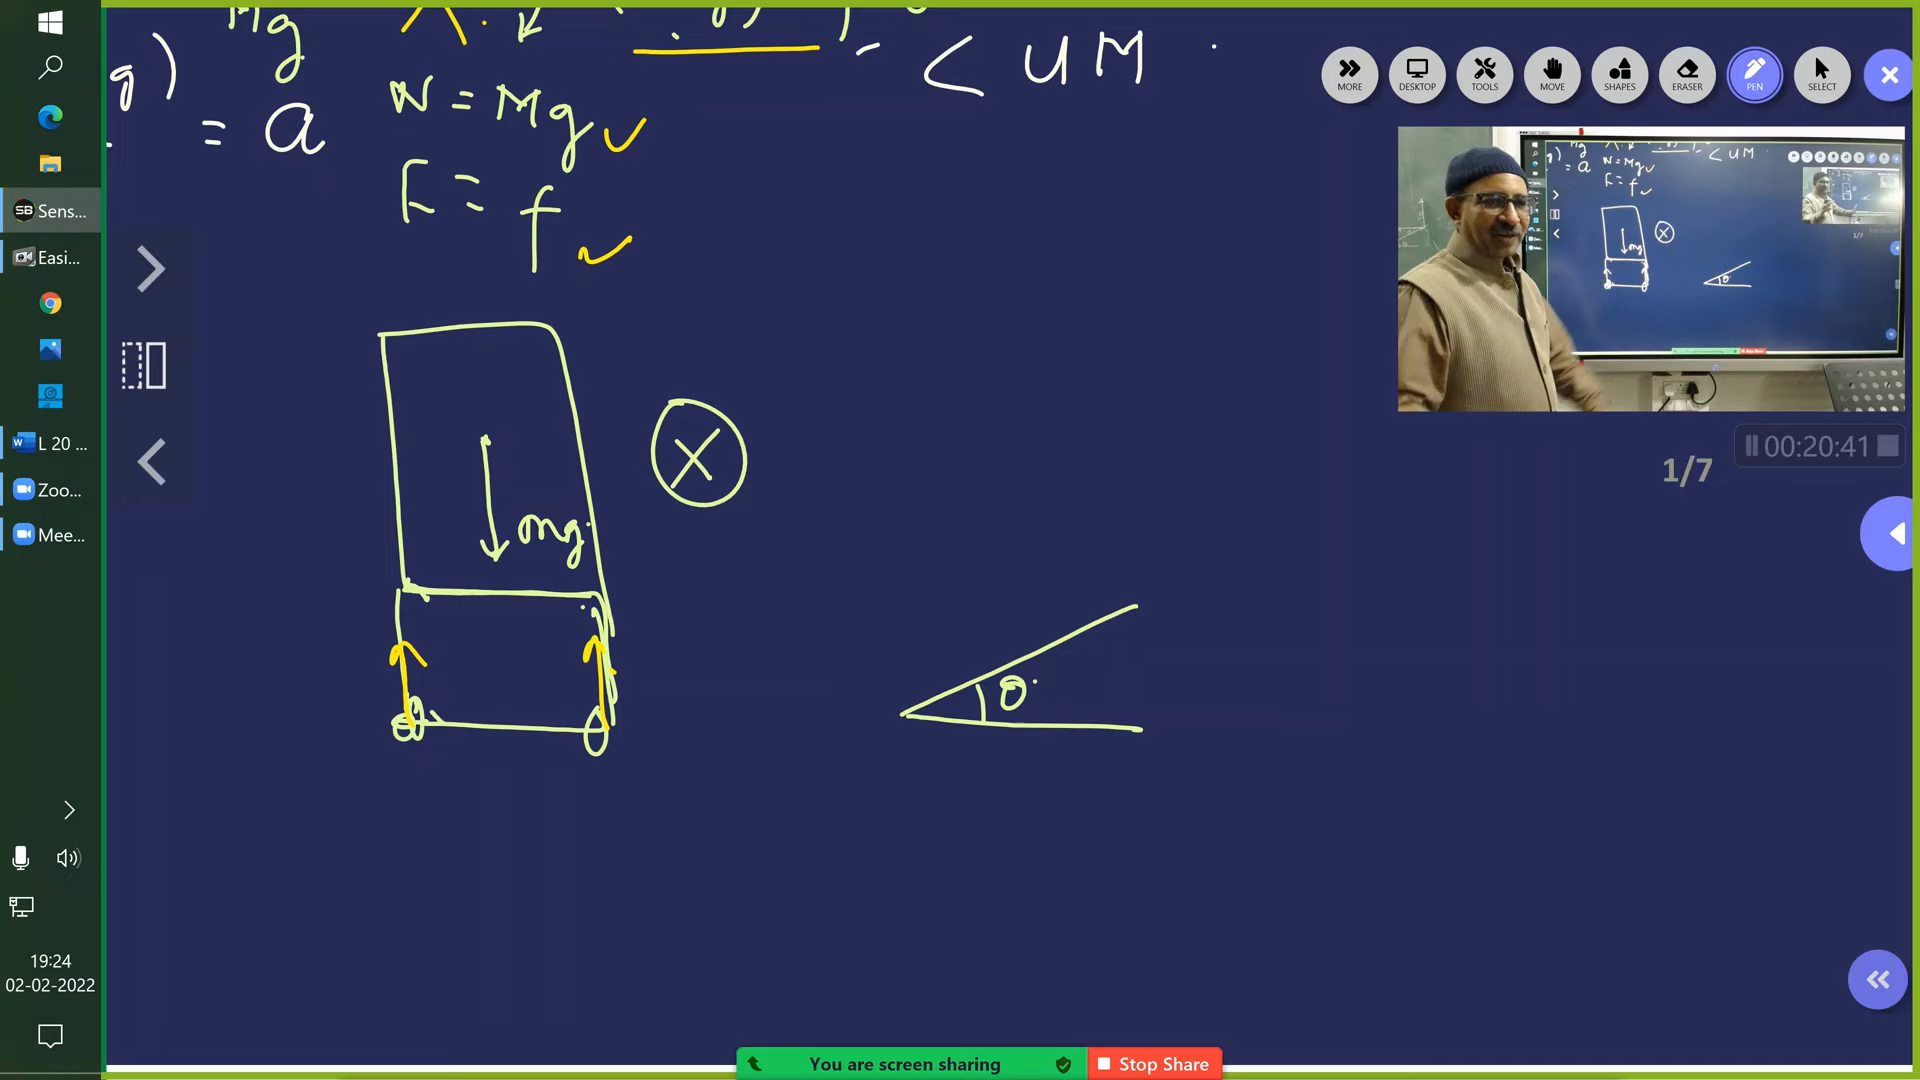 Mg
< UM
g)
= a
N = Mg
F = f
mg
θ
MORE
DESKTOP
TOOLS
MOVE
SHAPES
ERASER
PEN
SELECT
1/7
00:20:41
Sens...
Easi...
L 20 ...
Zoo...
Mee...
19:24
02-02-2022
You are screen sharing
Stop Share